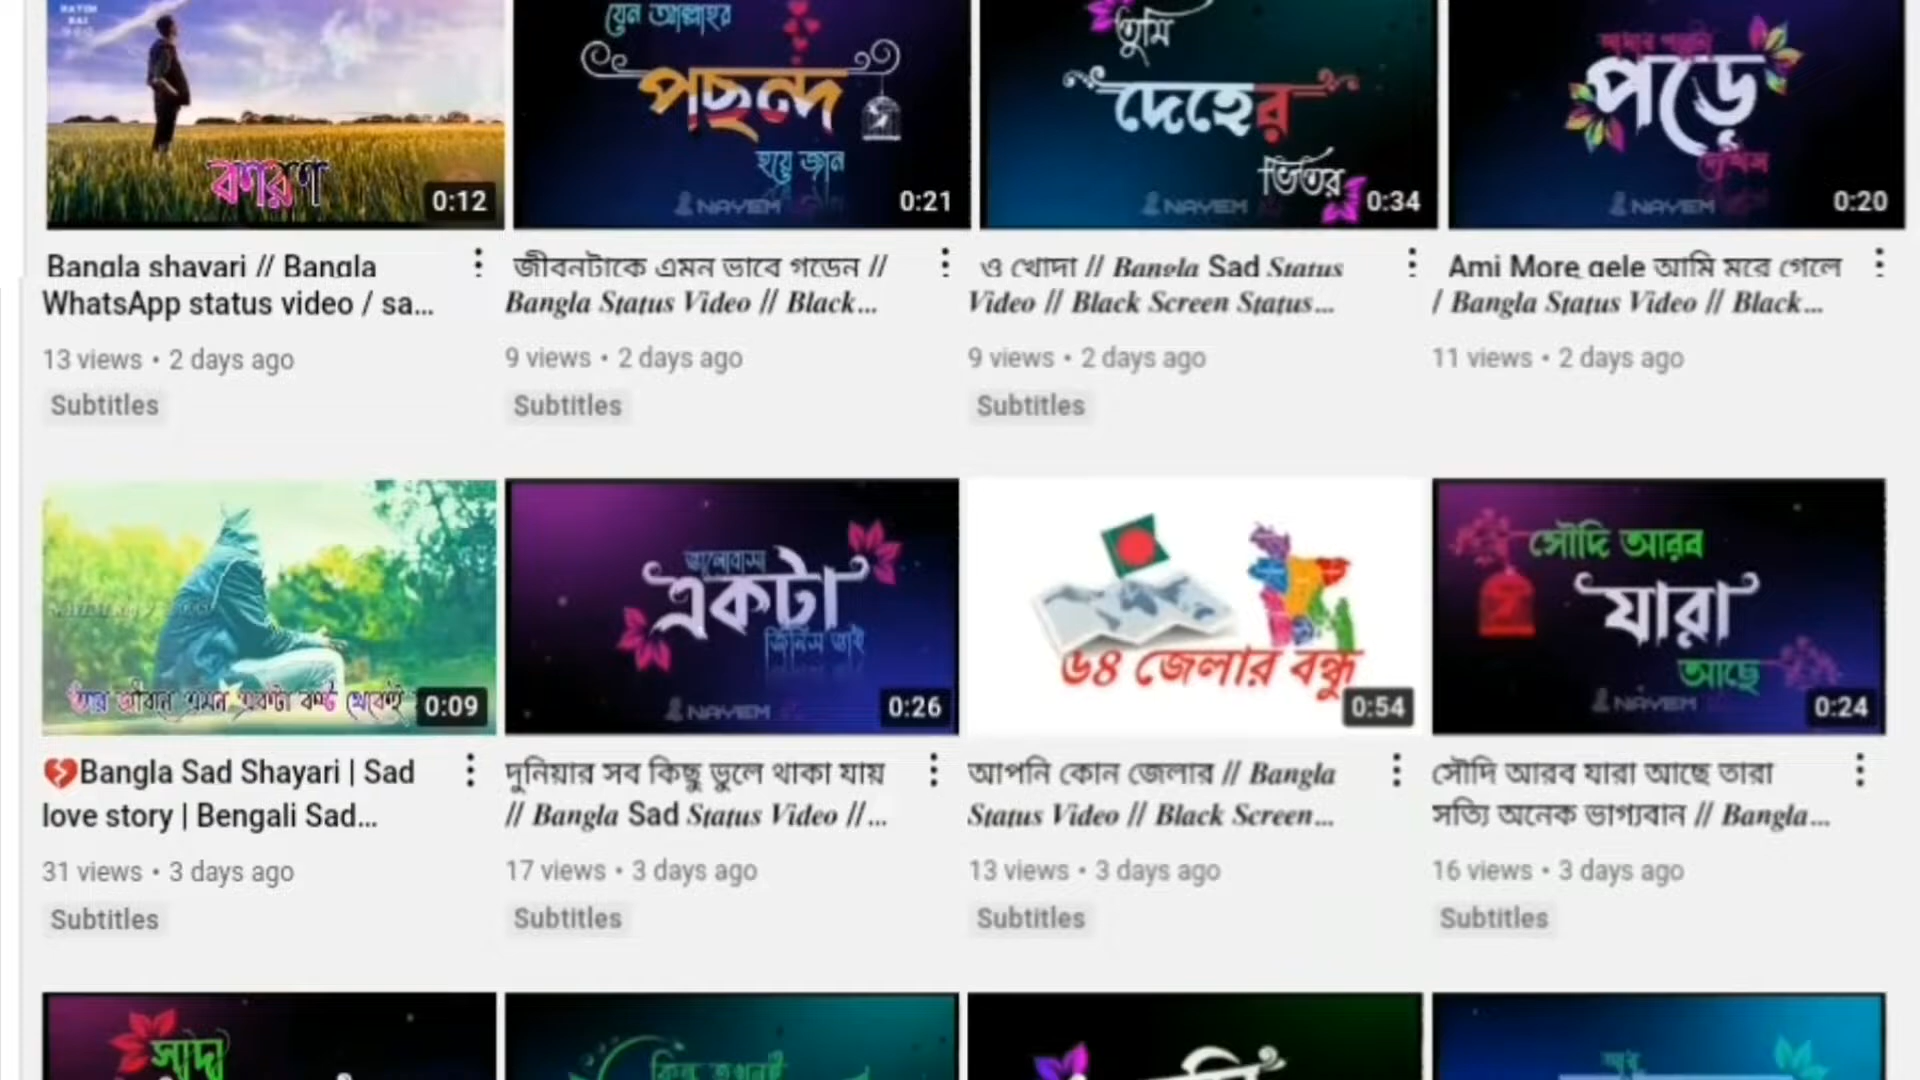 যেন আল্লাহর
পছন্দ
হয়ে জান
NAYEM
তুমি
দেহের
ভিতর
NAYEM
পড়ে
NAYEM
কারণ
0:12
0:21
0:34
0:20
Bangla shayari // Bangla
WhatsApp status video / sa...
13 views • 2 days ago
Subtitles
জীবনটাকে এমন ভাবে গড়েন //
Bangla Status Video // Black...
9 views • 2 days ago
Subtitles
ও খোদা // Bangla Sad Status
Video // Black Screen Status...
9 views • 2 days ago
Subtitles
Ami More gele আমি মরে গেলে
/ Bangla Status Video // Black...
11 views • 2 days ago
তার জীবনে এমন একটা কষ্ট থেকেই
0:09
ভালোবাসা
একটা
জিনিস ভাই
NAYEM
0:26
৬৪ জেলার বন্ধু
0:54
সৌদি আরব
যারা
আছে
NAYEM
0:24
💔Bangla Sad Shayari | Sad
love story | Bengali Sad...
31 views • 3 days ago
Subtitles
দুনিয়ার সব কিছু ভুলে থাকা যায়
// Bangla Sad Status Video //...
17 views • 3 days ago
Subtitles
আপনি কোন জেলার // Bangla
Status Video // Black Screen...
13 views • 3 days ago
Subtitles
সৌদি আরব যারা আছে তারা
সত্যি অনেক ভাগ্যবান // Bangla...
16 views • 3 days ago
Subtitles
সাদা